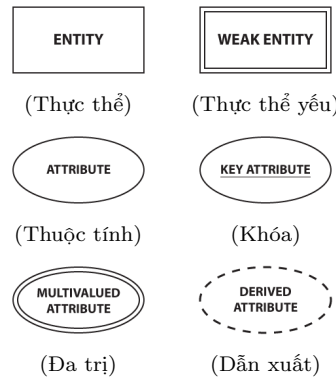 ENTITY
WEAK ENTITY
(Thực thể)
(Thực thể yếu)
ATTRIBUTE
KEY ATTRIBUTE
(Thuộc tính)
(Khóa)
MULTIVALUED
ATTRIBUTE
DERIVED
ATTRIBUTE
(Đa trị)
(Dẫn xuất)